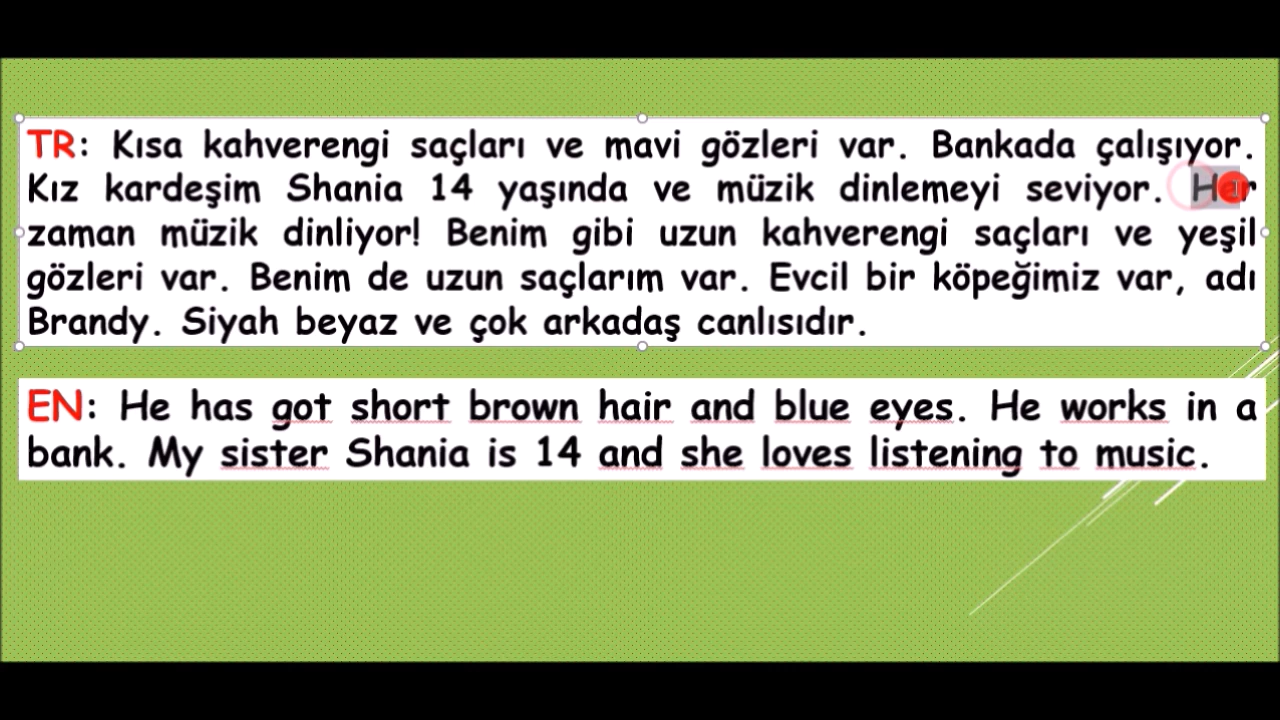 TR: Kısa kahverengi saçları ve mavi gözleri var. Bankada çalışıyor.
Kız kardeşim Shania 14 yaşında ve müzik dinlemeyi seviyor. Her
zaman müzik dinliyor! Benim gibi uzun kahverengi saçları ve yeşil
gözleri var. Benim de uzun saçlarım var. Evcil bir köpeğimiz var, adı
Brandy. Siyah beyaz ve çok arkadaş canlısıdır.
EN: He has got short brown hair and blue eyes. He works in a
bank. My sister Shania is 14 and she loves listening to music.